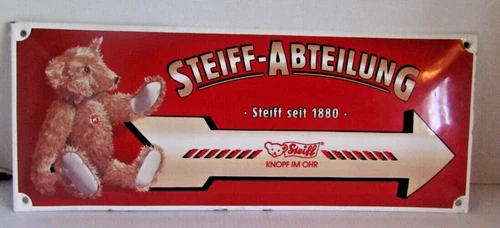 STEIFF-ABTEILUNG
· Steiff seit 1880 ·
Steiff
KNOPF IM OHR